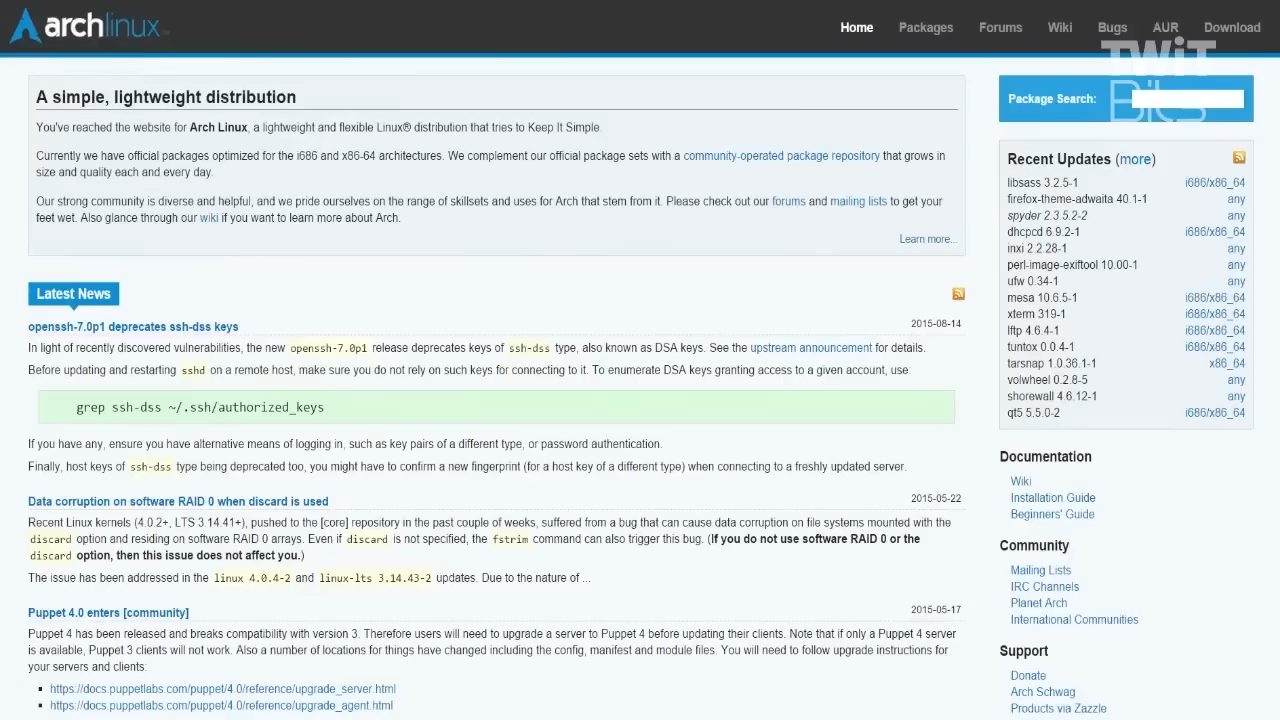 archlinux
Home Packages Forums Wiki Bugs AUR Download
TWiT
Bits
A simple, lightweight distribution
You've reached the website for Arch Linux, a lightweight and flexible Linux® distribution that tries to Keep It Simple.
Currently we have official packages optimized for the i686 and x86-64 architectures. We complement our official package sets with a community-operated package repository that grows in
size and quality each and every day.
Our strong community is diverse and helpful, and we pride ourselves on the range of skillsets and uses for Arch that stem from it. Please check out our forums and mailing lists to get your
feet wet. Also glance through our wiki if you want to learn more about Arch.
Learn more...
Latest News
openssh-7.0p1 deprecates ssh-dss keys 2015-08-14
In light of recently discovered vulnerabilities, the new openssh-7.0p1 release deprecates keys of ssh-dss type, also known as DSA keys. See the upstream announcement for details.
Before updating and restarting sshd on a remote host, make sure you do not rely on such keys for connecting to it. To enumerate DSA keys granting access to a given account, use:
grep ssh-dss ~/.ssh/authorized_keys
If you have any, ensure you have alternative means of logging in, such as key pairs of a different type, or password authentication.
Finally, host keys of ssh-dss type being deprecated too, you might have to confirm a new fingerprint (for a host key of a different type) when connecting to a freshly updated server.
Data corruption on software RAID 0 when discard is used 2015-05-22
Recent Linux kernels (4.0.2+, LTS 3.14.41+), pushed to the [core] repository in the past couple of weeks, suffered from a bug that can cause data corruption on file systems mounted with the
discard option and residing on software RAID 0 arrays. Even if discard is not specified, the fstrim command can also trigger this bug. (If you do not use software RAID 0 or the
discard option, then this issue does not affect you.)
The issue has been addressed in the linux 4.0.4-2 and linux-lts 3.14.43-2 updates. Due to the nature of ...
Puppet 4.0 enters [community] 2015-05-17
Puppet 4 has been released and breaks compatibility with version 3. Therefore users will need to upgrade a server to Puppet 4 before updating their clients. Note that if only a Puppet 4 server
is available, Puppet 3 clients will not work. Also a number of locations for things have changed including the config, manifest and module files. You will need to follow upgrade instructions for
your servers and clients:
https://docs.puppetlabs.com/puppet/4.0/reference/upgrade_server.html
https://docs.puppetlabs.com/puppet/4.0/reference/upgrade_agent.html
Package Search:
Recent Updates (more)
libsass 3.2.5-1 i686/x86_64
firefox-theme-adwaita 40.1-1 any
spyder 2.3.5.2-2 any
dhcpcd 6.9.2-1 i686/x86_64
inxi 2.2.28-1 any
perl-image-exiftool 10.00-1 any
ufw 0.34-1 any
mesa 10.6.5-1 i686/x86_64
xterm 319-1 i686/x86_64
lftp 4.6.4-1 i686/x86_64
tuntox 0.0.4-1 i686/x86_64
tarsnap 1.0.36.1-1 x86_64
volwheel 0.2.8-5 any
shorewall 4.6.12-1 any
qt5 5.5.0-2 i686/x86_64
Documentation
Wiki
Installation Guide
Beginners' Guide
Community
Mailing Lists
IRC Channels
Planet Arch
International Communities
Support
Donate
Arch Schwag
Products via Zazzle